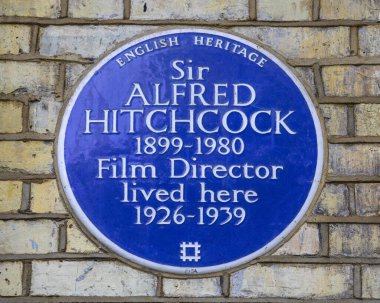 ENGLISH HERITAGE
Sir
ALFRED
HITCHCOCK
1899-1980
Film Director
lived here
1926-1939